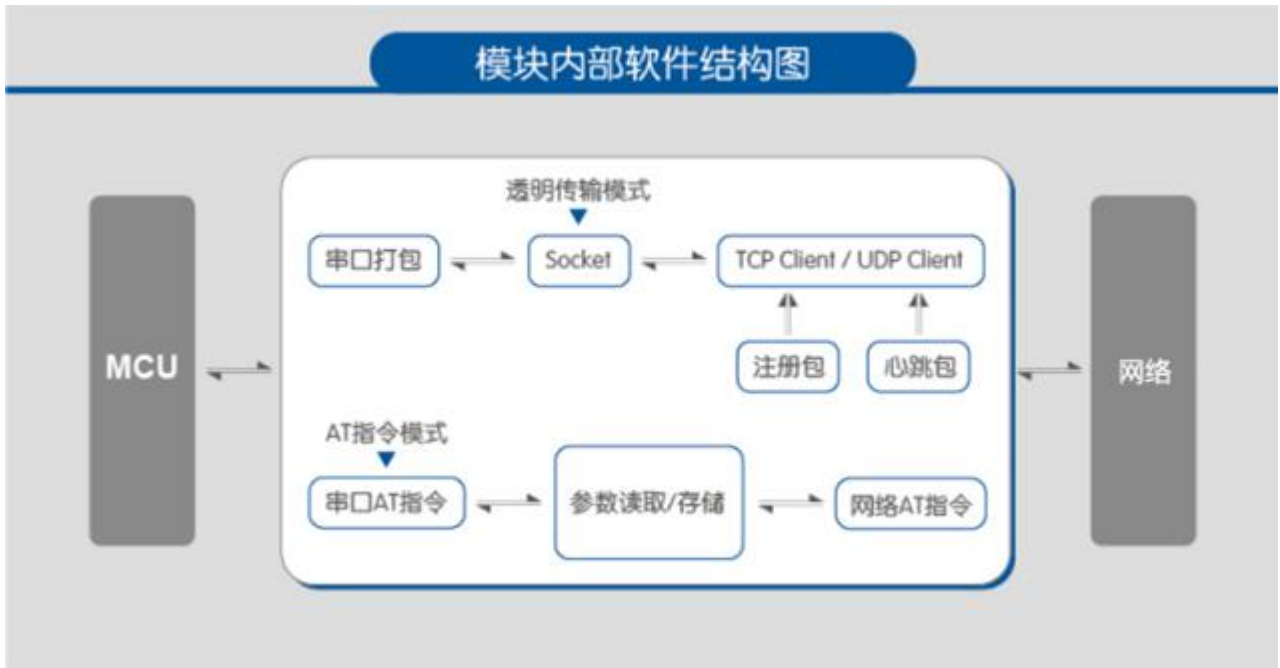 模块内部软件结构图
透明传输模式
串口打包
Socket
TCP Client / UDP Client
注册包
心跳包
MCU
网络
AT指令模式
串口AT指令
参数读取/存储
网络AT指令